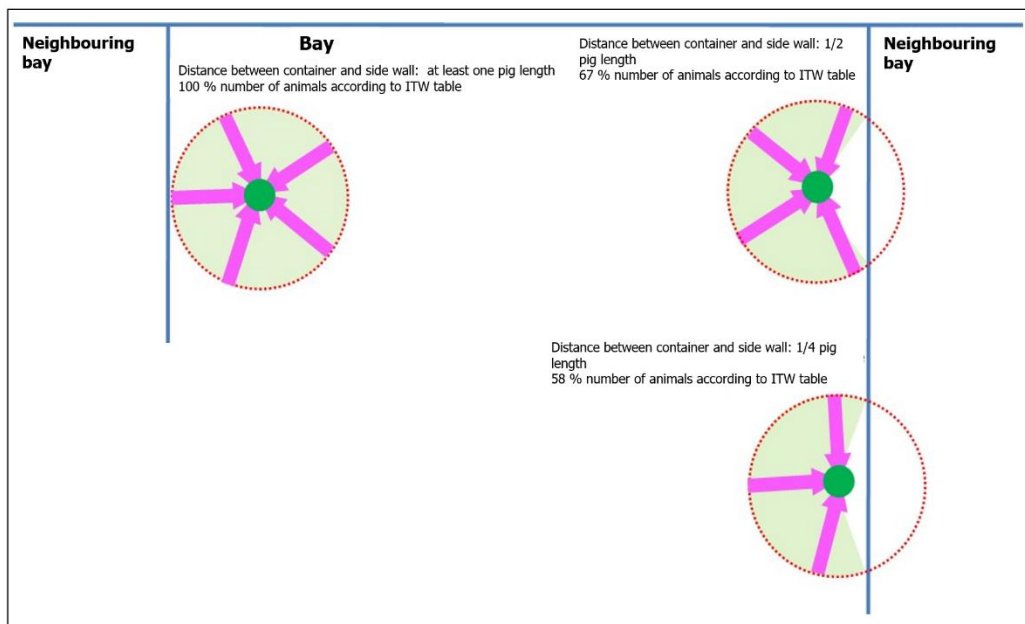 Neighbouring
bay
Bay
Distance between container and side wall:  at least one pig length
100 % number of animals according to ITW table
Distance between container and side wall: 1/2
pig length
67 % number of animals according to ITW table
Neighbouring
bay
Distance between container and side wall: 1/4 pig
length
58 % number of animals according to ITW table